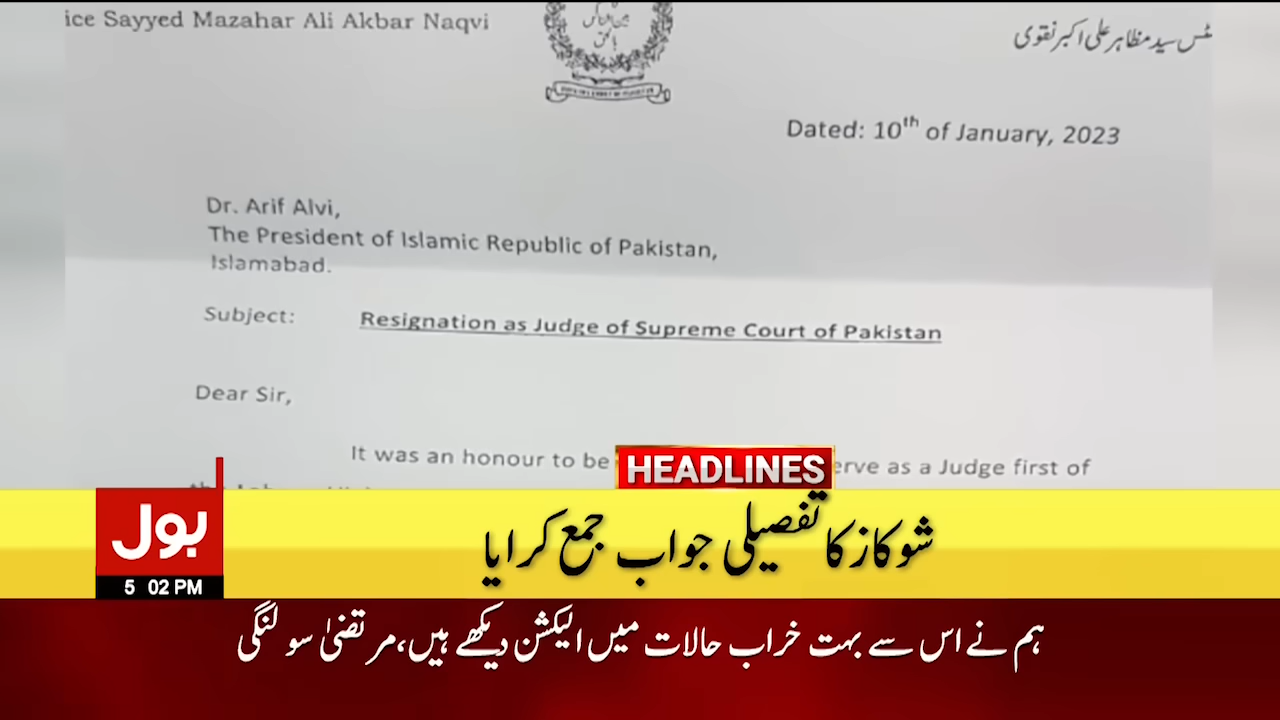 ice Sayyed Mazahar Ali Akbar Naqvi
سید مظاہر علی اکبر نقوی
Dated: 10th of January, 2023
Dr. Arif Alvi,
The President of Islamic Republic of Pakistan,
Islamabad.
Subject: Resignation as Judge of Supreme Court of Pakistan
Dear Sir,
It was an honour to be erve as a Judge first of
HEADLINES
شوکاز کا تفصیلی جواب جمع کرایا
بول
5 02 PM
ہم نے اس سے بہت خراب حالات میں الیکشن دیکھے ہیں، مرتضیٰ سولنگی